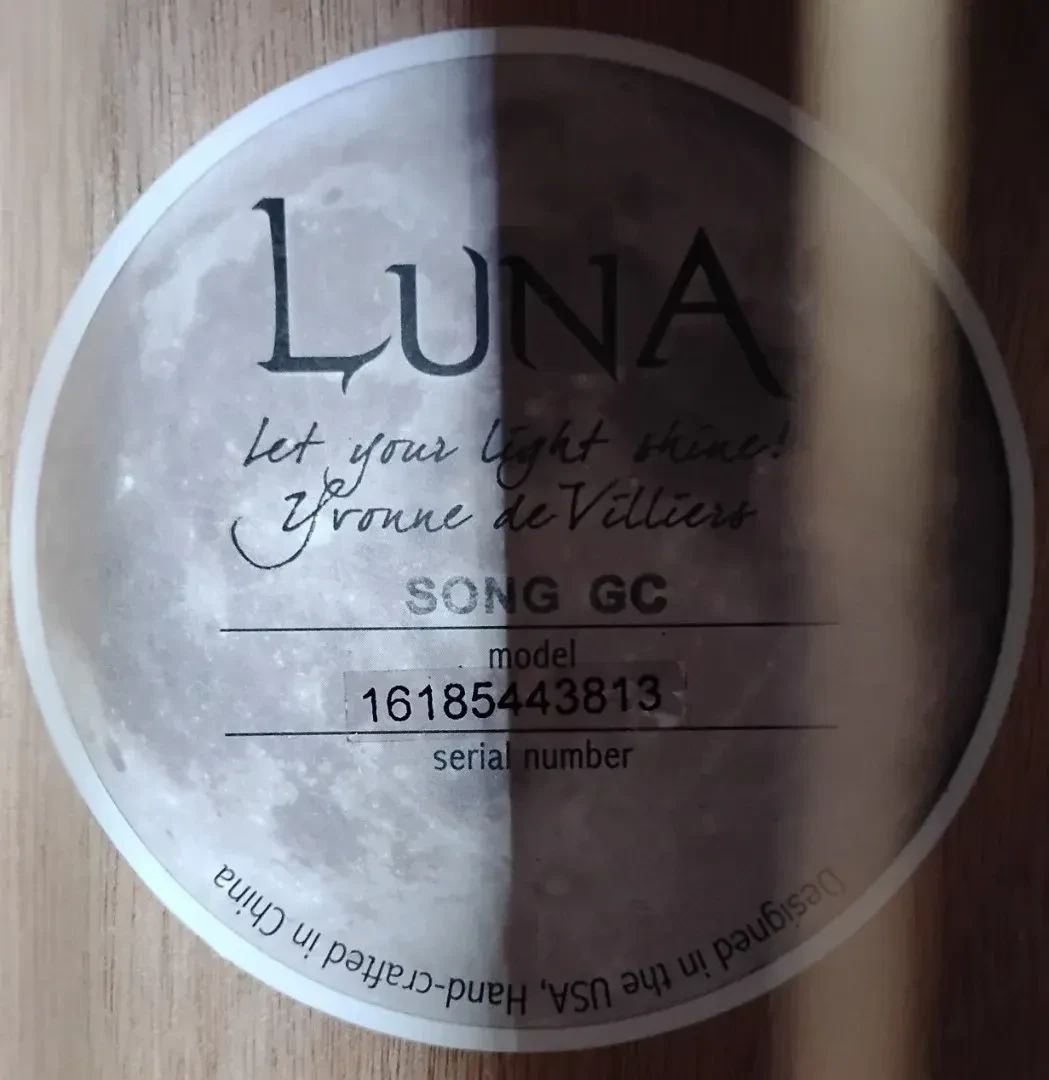 LUNA
Let your light shine!
Yvonne de Villiers
SONG GC
model
16185443813
serial number
Designed in the USA, Hand-crafted in China